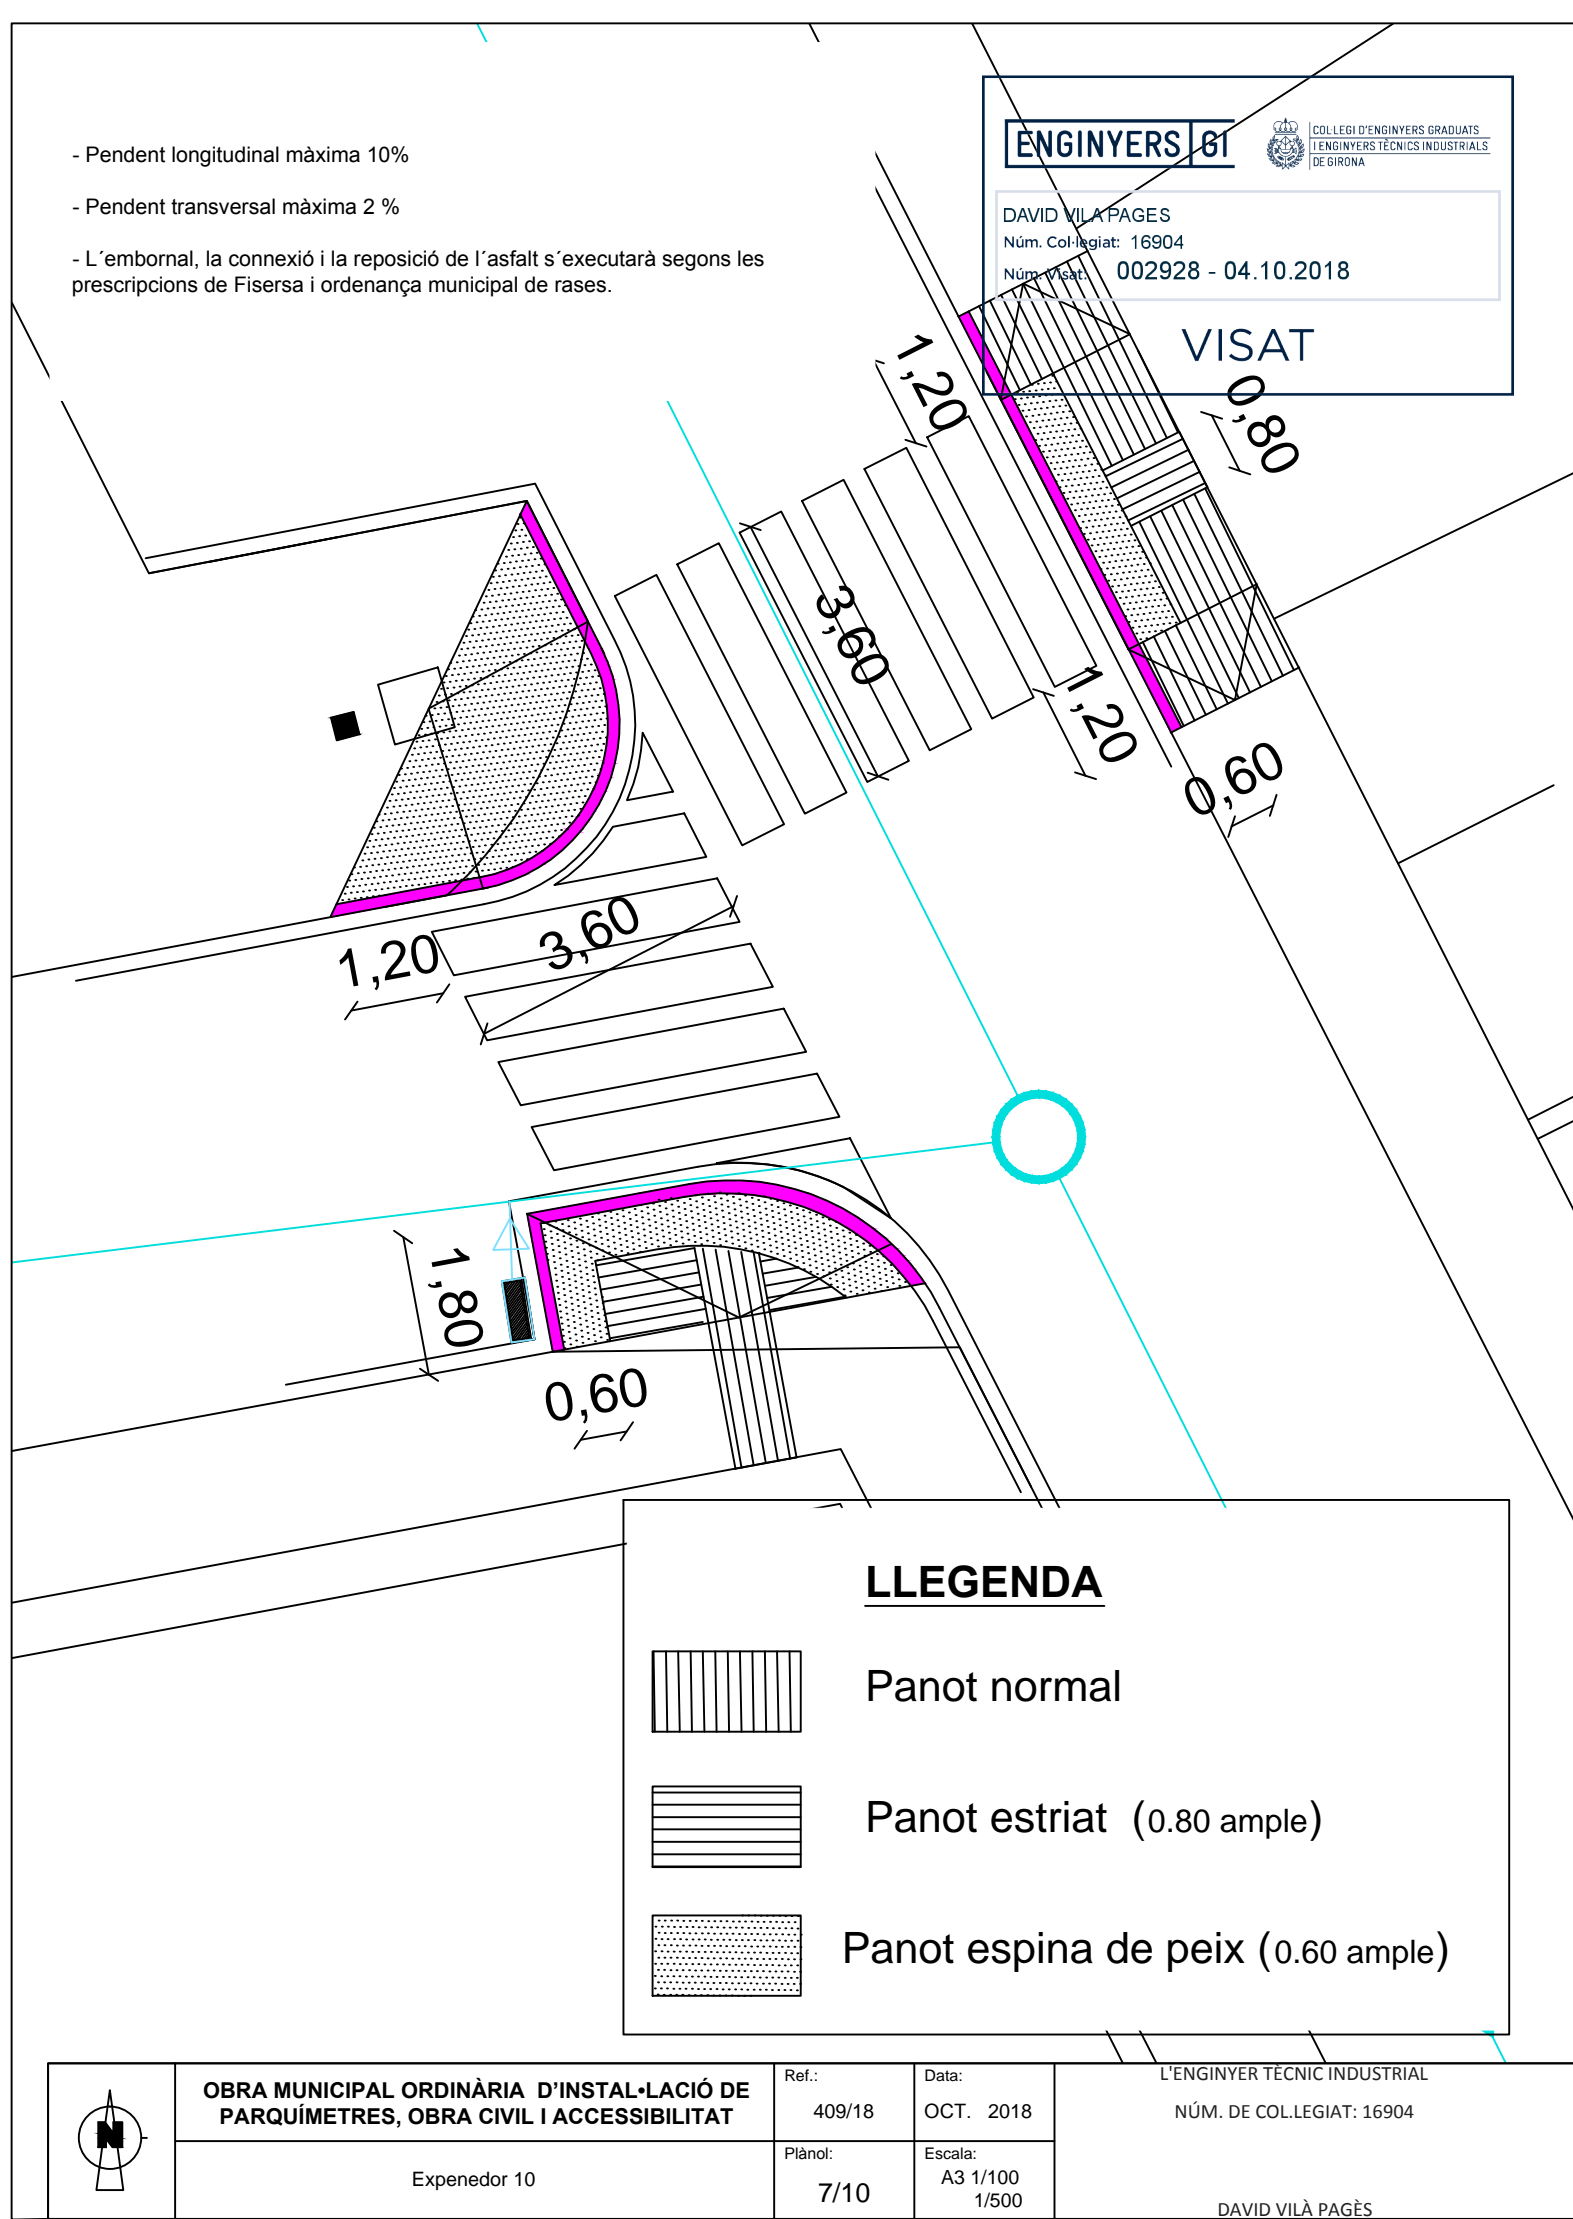 - Pendent longitudinal màxima 10%
- Pendent transversal màxima 2 %
- L´embornal, la connexió i la reposició de l´asfalt s´executarà segons les
prescripcions de Fisersa i ordenança municipal de rases.
ENGINYERS GI
COL·LEGI D'ENGINYERS GRADUATS
I ENGINYERS TÈCNICS INDUSTRIALS
DE GIRONA
DAVID VILA PAGES
Núm. Col·legiat: 16904
Núm. Visat: 002928 - 04.10.2018
VISAT
1,20
0,80
3,60
1,20
0,60
3,60
1,20
1,80
0,60
LLEGENDA
Panot normal
Panot estriat (0.80 ample)
Panot espina de peix (0.60 ample)
N
OBRA MUNICIPAL ORDINÀRIA D'INSTAL•LACIÓ DE
PARQUÍMETRES, OBRA CIVIL I ACCESSIBILITAT
Expenedor 10
Ref.:
409/18
Data:
OCT. 2018
Plànol:
7/10
Escala:
A3 1/100
1/500
L'ENGINYER TÈCNIC INDUSTRIAL
NÚM. DE COL.LEGIAT: 16904
DAVID VILÀ PAGÈS